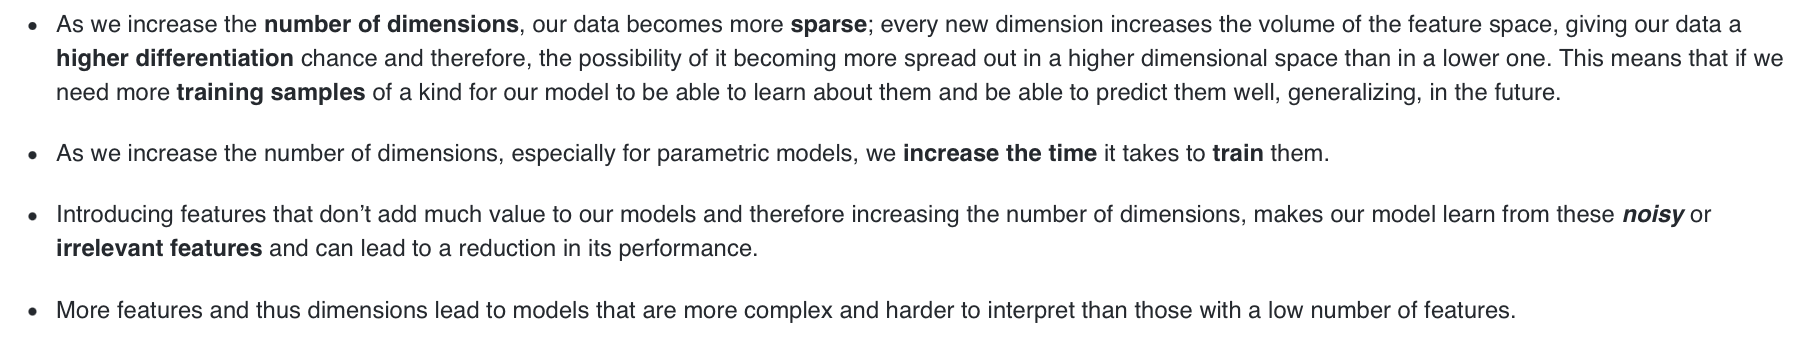 • As we increase the number of dimensions, our data becomes more sparse; every new dimension increases the volume of the feature space, giving our data a
higher differentiation chance and therefore, the possibility of it becoming more spread out in a higher dimensional space than in a lower one. This means that if we
need more training samples of a kind for our model to be able to learn about them and be able to predict them well, generalizing, in the future.
• As we increase the number of dimensions, especially for parametric models, we increase the time it takes to train them.
• Introducing features that don’t add much value to our models and therefore increasing the number of dimensions, makes our model learn from these noisy or
irrelevant features and can lead to a reduction in its performance.
• More features and thus dimensions lead to models that are more complex and harder to interpret than those with a low number of features.